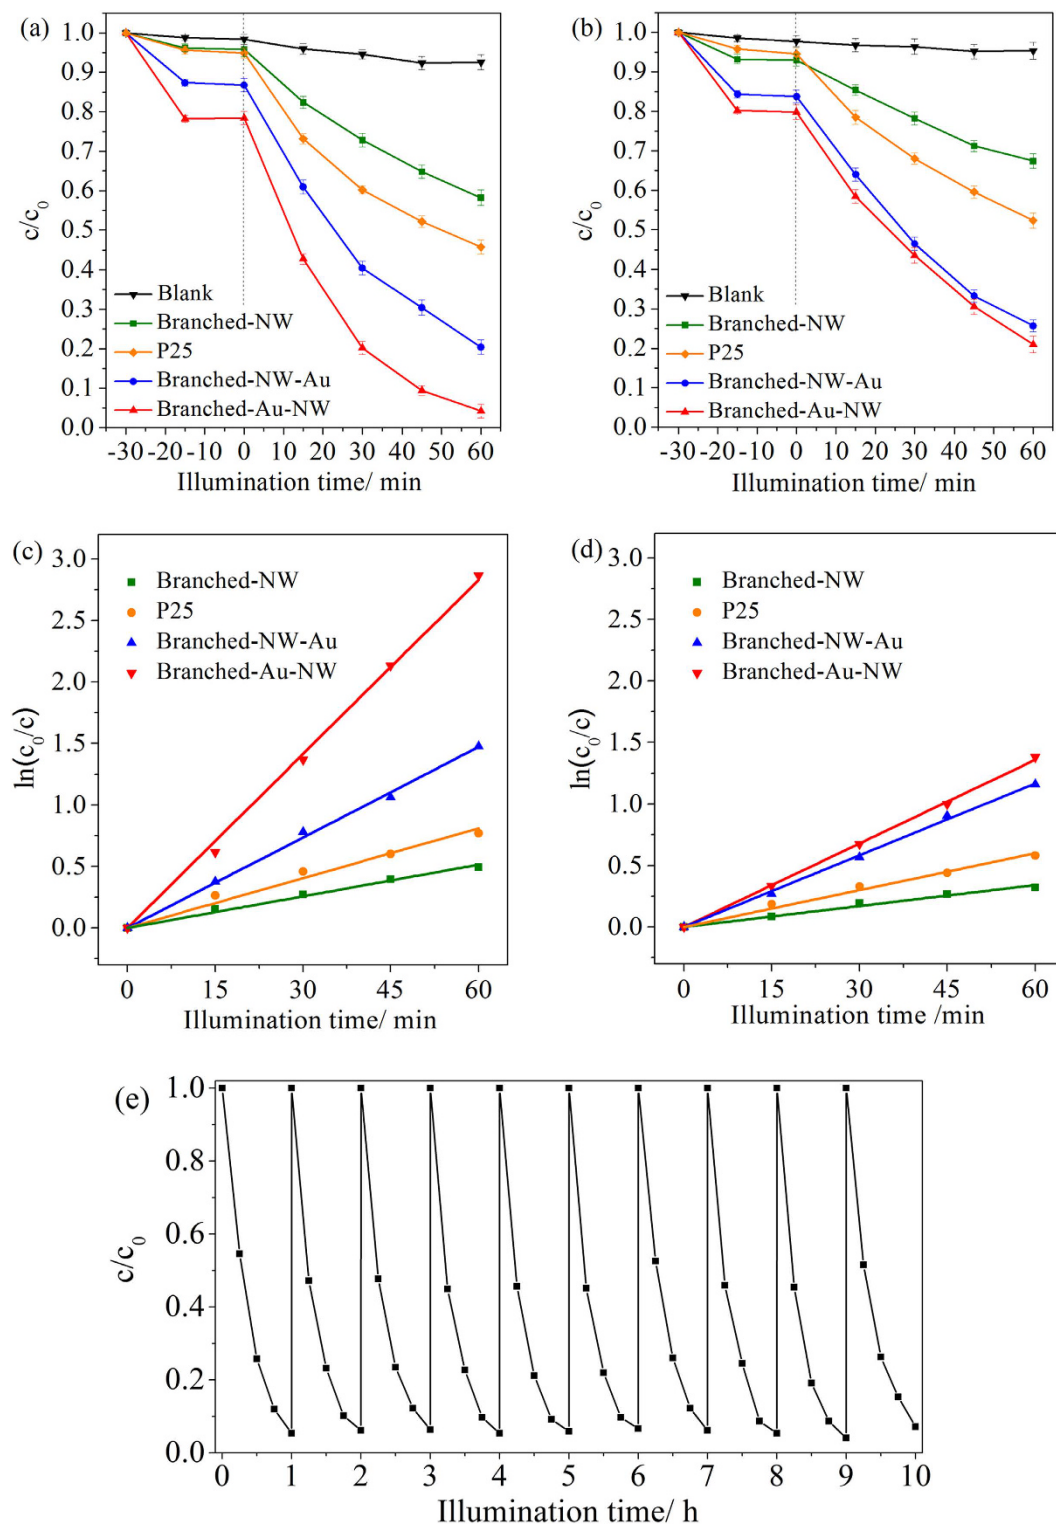 (a)
1.0
0.9
0.8
0.7
0.6
0.5
0.4
0.3
0.2
0.1
0.0
c/c0
Blank
Branched-NW
P25
Branched-NW-Au
Branched-Au-NW
-30 -20 -10 0 10 20 30 40 50 60
Illumination time/ min
(b)
1.0
0.9
0.8
0.7
0.6
0.5
0.4
0.3
0.2
0.1
0.0
c/c0
Blank
Branched-NW
P25
Branched-NW-Au
Branched-Au-NW
-30 -20 -10 0 10 20 30 40 50 60
Illumination time/ min
(c)
3.0
2.5
2.0
1.5
1.0
0.5
0.0
ln(c0/c)
Branched-NW
P25
Branched-NW-Au
Branched-Au-NW
0 15 30 45 60
Illumination time/ min
(d)
3.0
2.5
2.0
1.5
1.0
0.5
0.0
ln(c0/c)
Branched-NW
P25
Branched-NW-Au
Branched-Au-NW
0 15 30 45 60
Illumination time /min
(e)
1.0
0.8
0.6
0.4
0.2
0.0
c/c0
0 1 2 3 4 5 6 7 8 9 10
Illumination time/ h